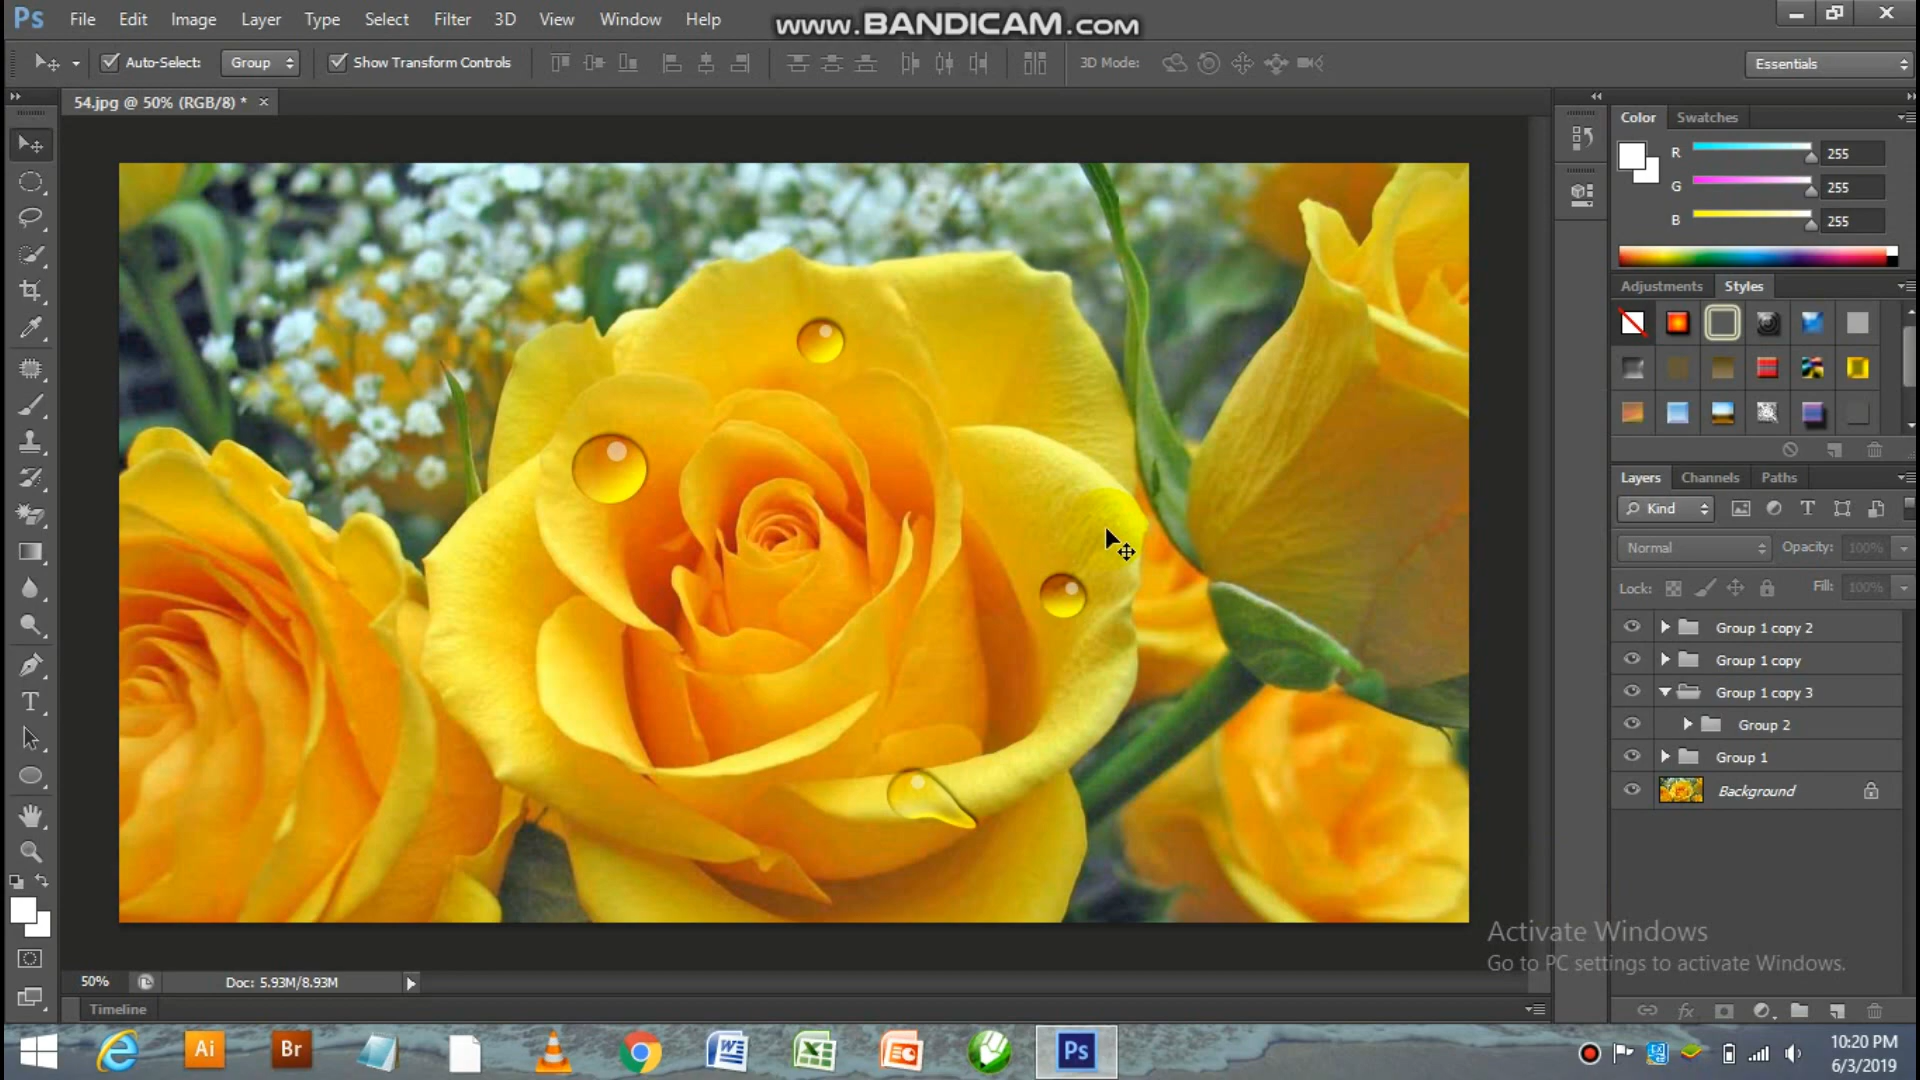 Ps File Edit Image Layer Type Select Filter 3D View Window Help
www.BANDICAM.com
Auto-Select: Group Show Transform Controls 3D Mode: Essentials
54.jpg @ 50% (RGB/8) * ×
Color Swatches
R 255
G 255
B 255
Adjustments Styles
Layers Channels Paths
Kind
Normal Opacity: 100%
Lock: Fill: 100%
Group 1 copy 2
Group 1 copy
Group 1 copy 3
Group 2
Group 1
Background
Activate Windows
Go to PC settings to activate Windows.
50% Doc: 5.93M/8.93M
Timeline
Ai Br Ps
10:20 PM
6/3/2019